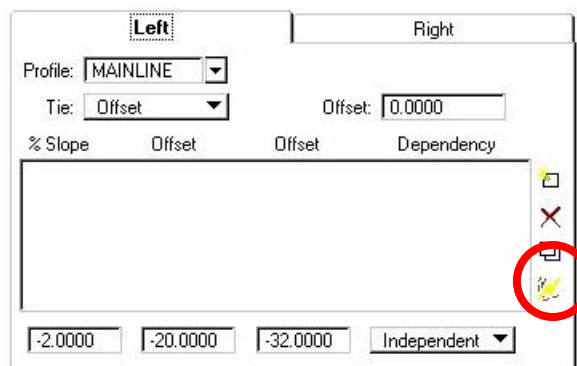 Left Right
Profile: MAINLINE
Tie: Offset Offset: 0.0000
% Slope Offset Offset Dependency
-2.0000 -20.0000 -32.0000 Independent